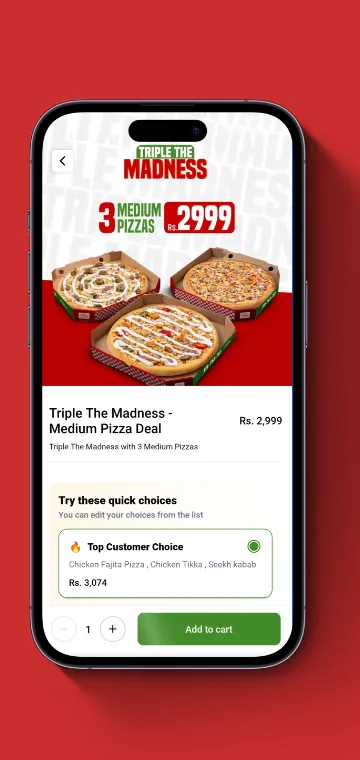 TRIPLE THE
MADNESS
3 MEDIUM PIZZAS Rs. 2999
Triple The Madness -
Medium Pizza Deal
Rs. 2,999
Triple The Madness with 3 Medium Pizzas
Try these quick choices
You can edit your choices from the list
🔥 Top Customer Choice
Chicken Fajita Pizza , Chicken Tikka , Seekh kabab
Rs. 3,074
− 1 +
Add to cart